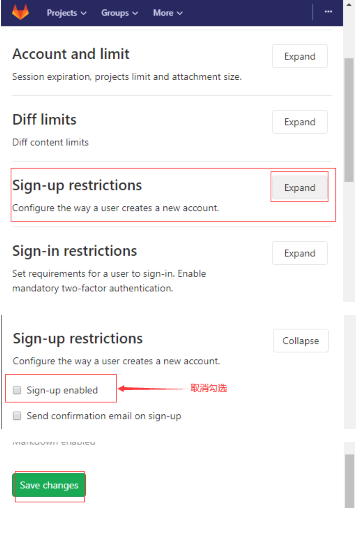 Projects Groups More
Account and limit
Expand
Session expiration, projects limit and attachment size.
Diff limits
Expand
Diff content limits
Sign-up restrictions
Expand
Configure the way a user creates a new account.
Sign-in restrictions
Expand
Set requirements for a user to sign-in. Enable
mandatory two-factor authentication.
Sign-up restrictions
Collapse
Configure the way a user creates a new account.
Sign-up enabled
取消勾选
Send confirmation email on sign-up
Markdown enabled
Save changes